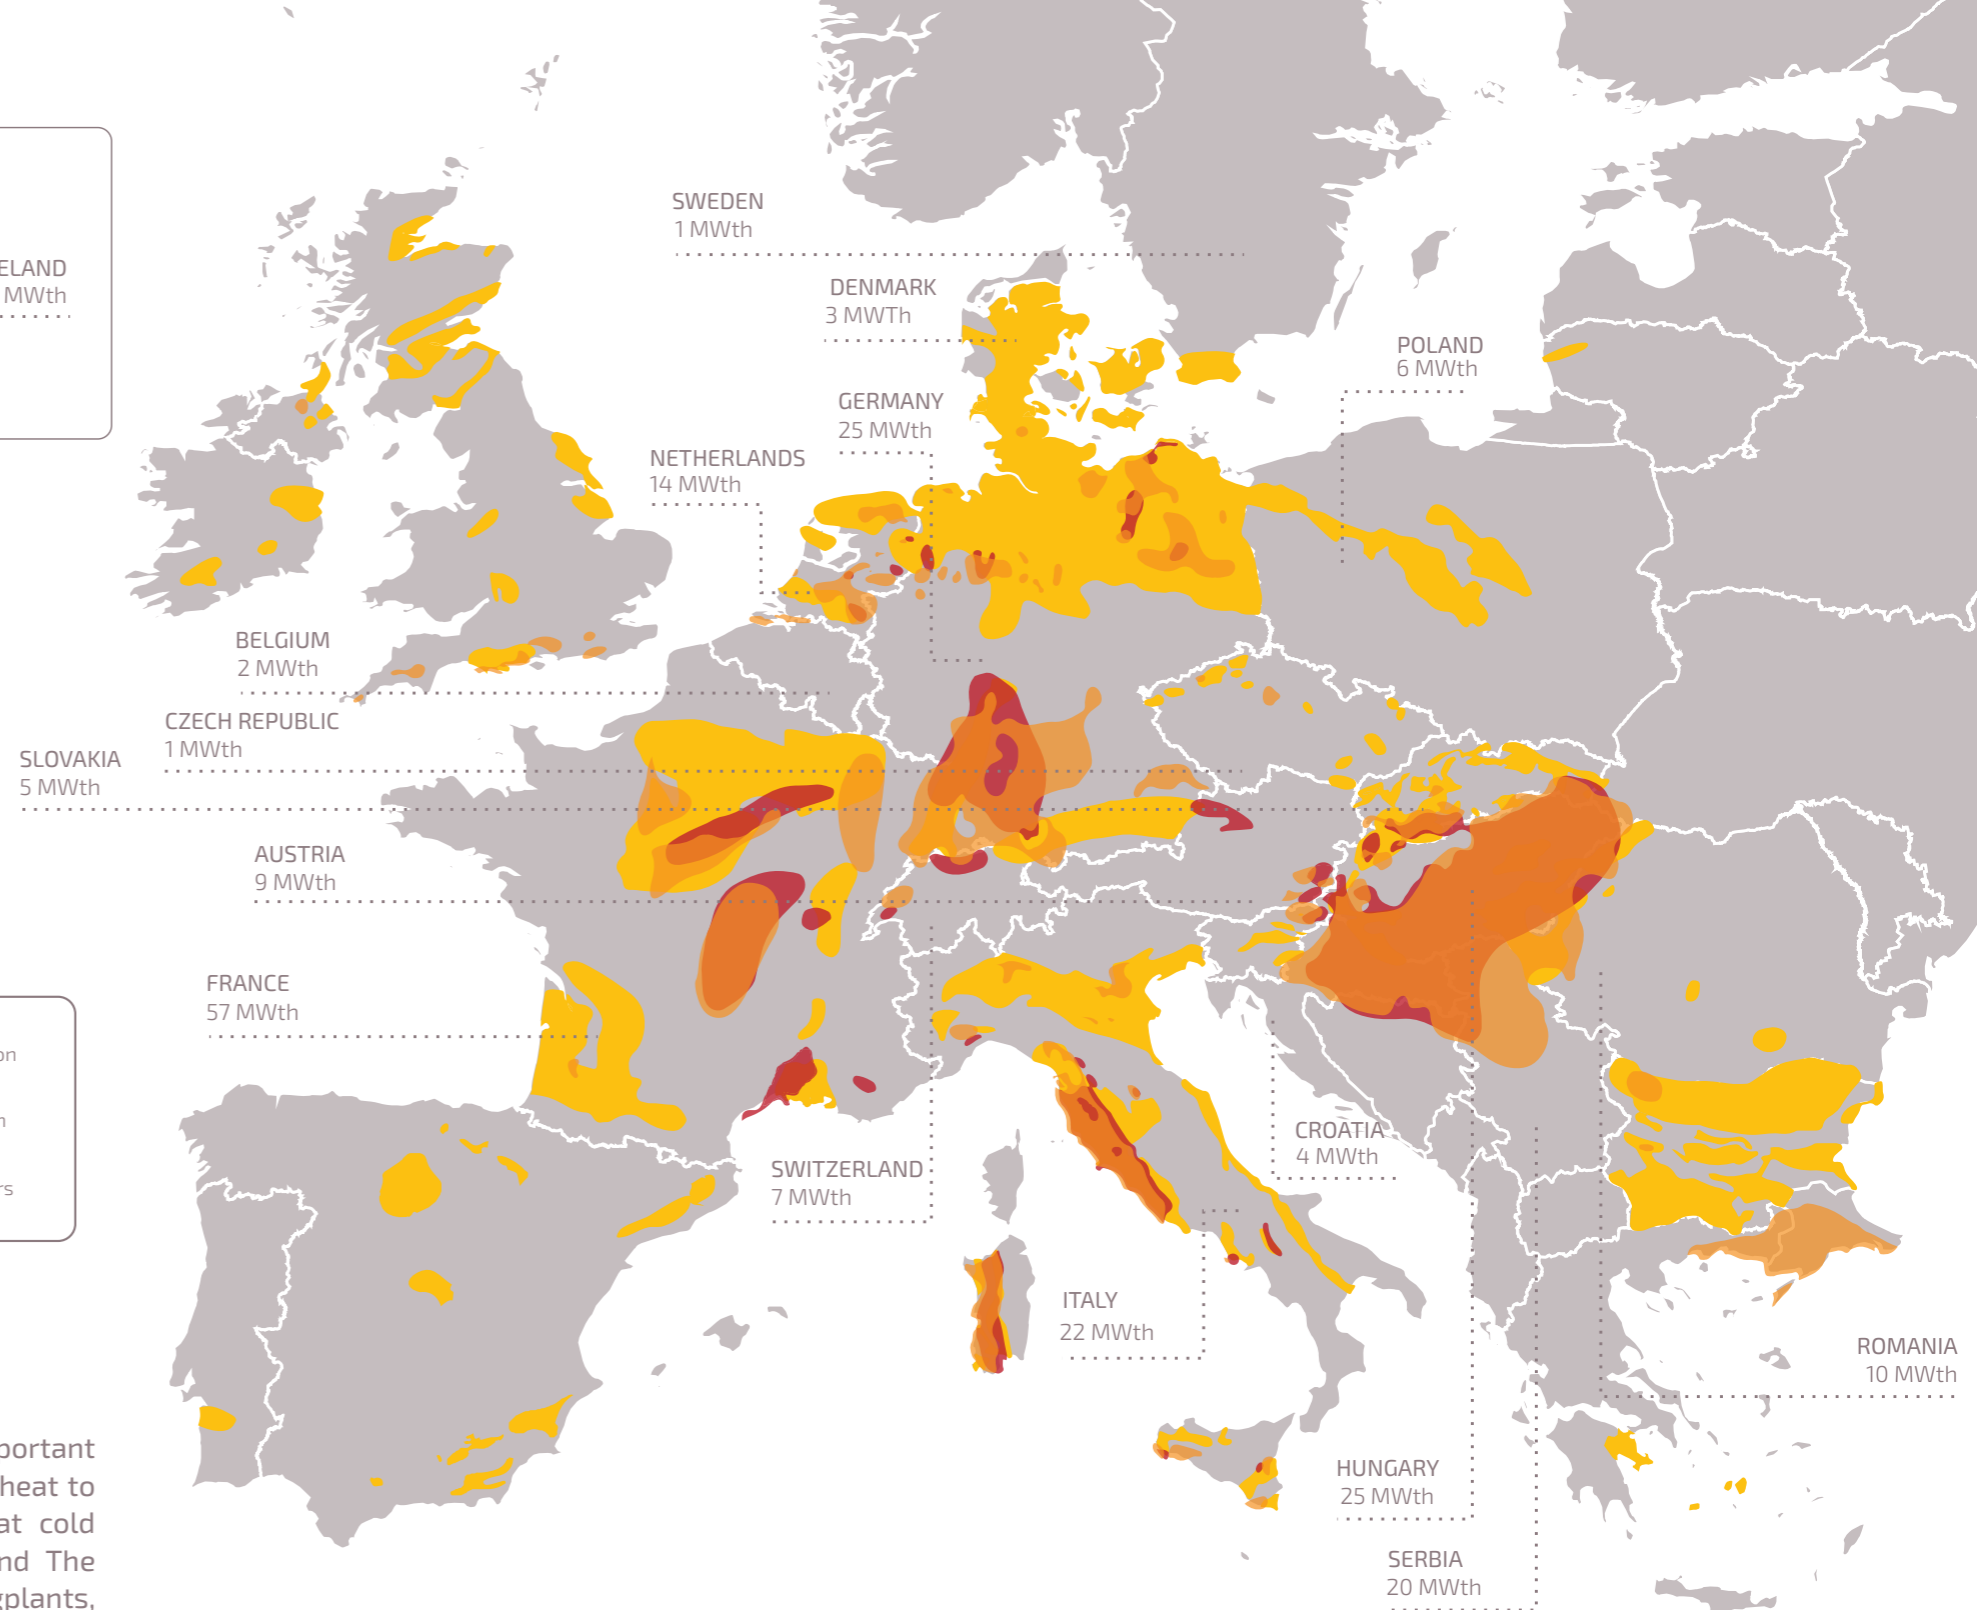 ELAND
MWth
SWEDEN
1 MWth
DENMARK
3 MWTh
POLAND
6 MWth
GERMANY
25 MWth
NETHERLANDS
14 MWth
BELGIUM
2 MWth
CZECH REPUBLIC
1 MWth
SLOVAKIA
5 MWth
AUSTRIA
9 MWth
FRANCE
57 MWth
on
rs
SWITZERLAND
7 MWth
CROATIA
4 MWth
ITALY
22 MWth
ROMANIA
10 MWth
HUNGARY
25 MWth
SERBIA
20 MWth
portant
heat to
at cold
nd The
gplants,